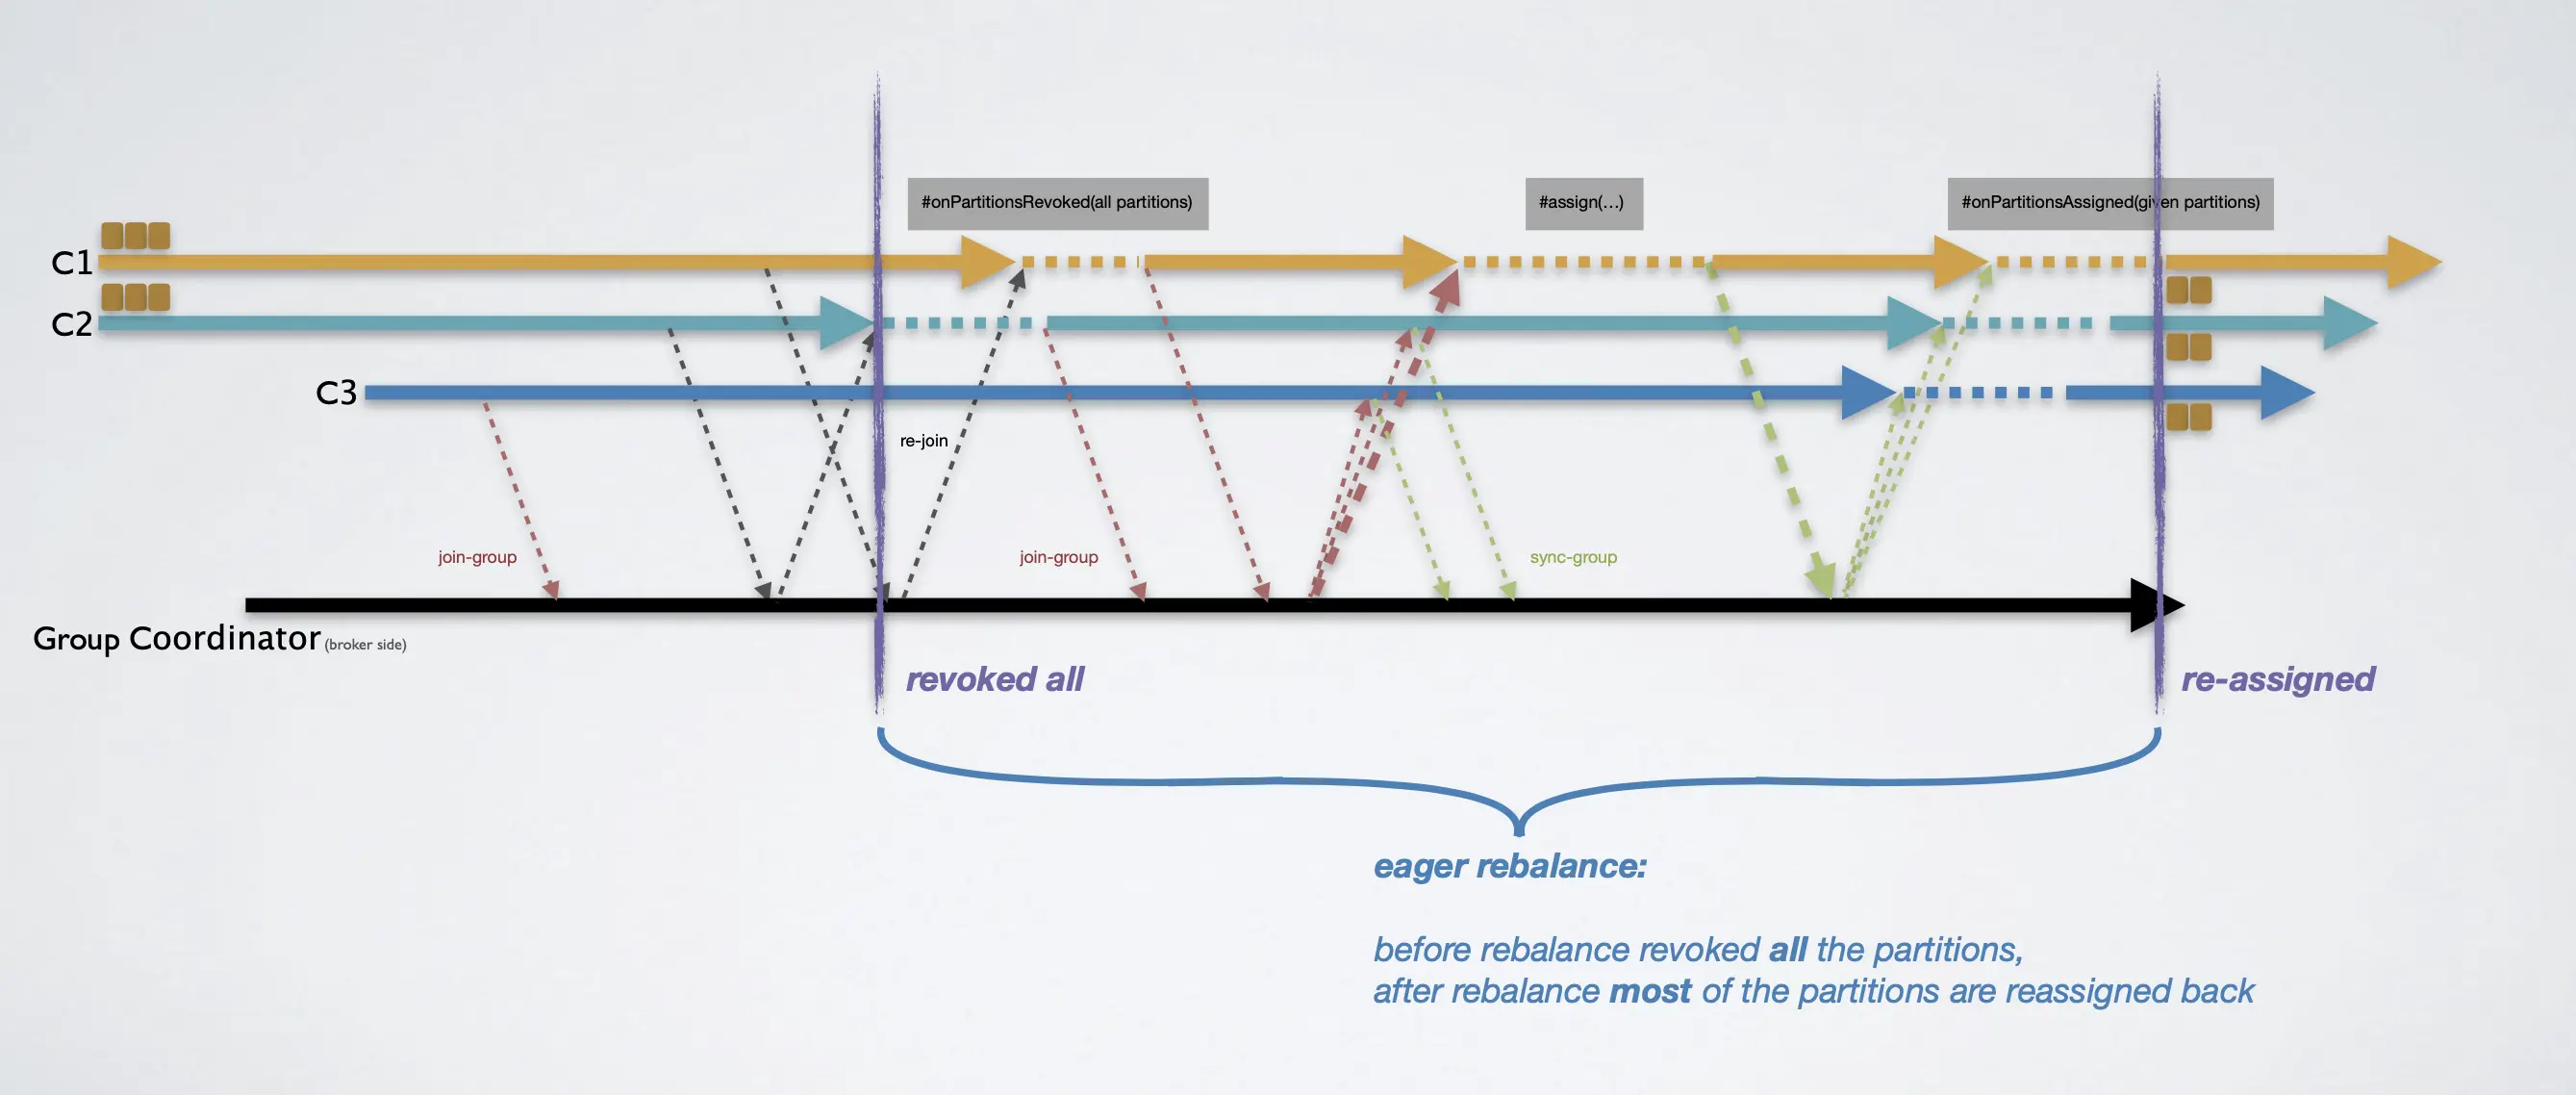 #onPartitionsRevoked(all partitions)
#assign(...)
#onPartitionsAssigned(given partitions)
C1
C2
C3
re-join
join-group
join-group
sync-group
Group Coordinator (broker side)
revoked all
re-assigned
eager rebalance:
before rebalance revoked all the partitions,
after rebalance most of the partitions are reassigned back